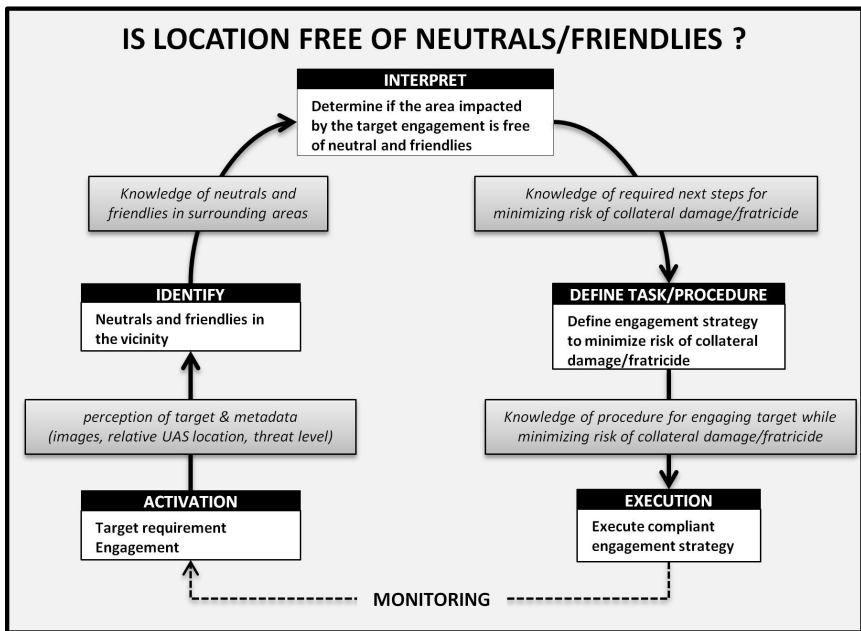 IS LOCATION FREE OF NEUTRALS/FRIENDLIES ?
INTERPRET
Determine if the area impacted
by the target engagement is free
of neutral and friendlies
Knowledge of neutrals and
friendlies in surrounding areas
Knowledge of required next steps for
minimizing risk of collateral damage/fratricide
IDENTIFY
Neutrals and friendlies in
the vicinity
DEFINE TASK/PROCEDURE
Define engagement strategy
to minimize risk of collateral
damage/fratricide
perception of target & metadata
(images, relative UAS location, threat level)
Knowledge of procedure for engaging target while
minimizing risk of collateral damage/fratricide
ACTIVATION
Target requirement
Engagement
EXECUTION
Execute compliant
engagement strategy
MONITORING